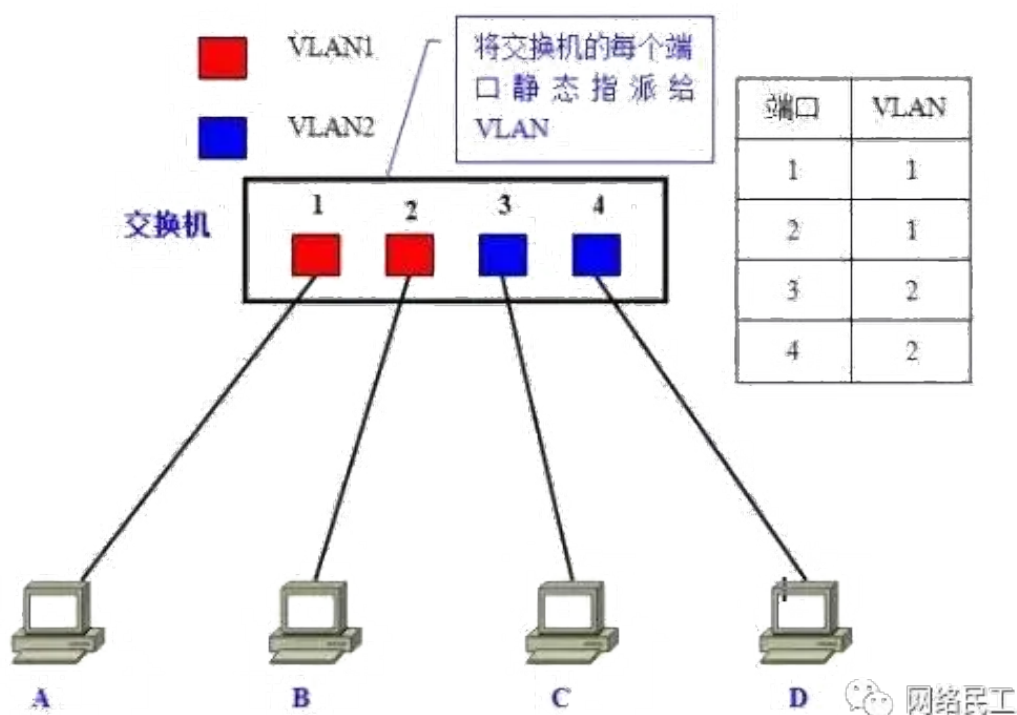 VLAN1
VLAN2
将交换机的每个端
口静态指派给
VLAN
端口 VLAN
1 1
2 1
3 2
4 2
交换机
1 2 3 4
A B C D
网络民工